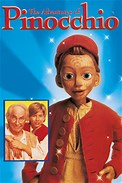 The Adventures of
Pinocchio